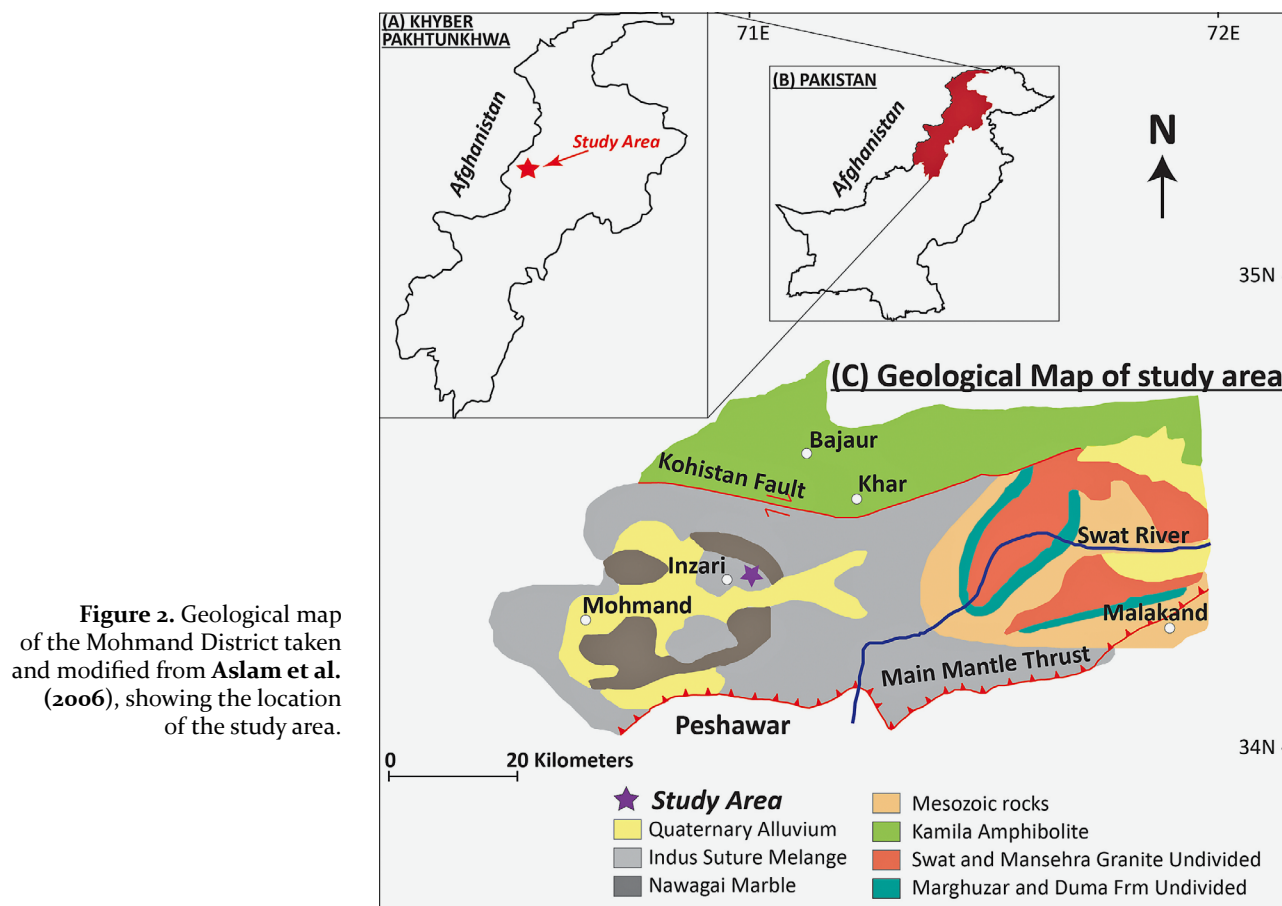 (A) KHYBER
PAKHTUNKHWA
Afghanistan
Study Area
71E
72E
(B) PAKISTAN
Afghanistan
N
35N
(C) Geological Map of study area
Bajaur
Kohistan Fault
Khar
Swat River
Inzari
Mohmand
Malakand
Main Mantle Thrust
Peshawar
34N
0
20 Kilometers
Study Area
Quaternary Alluvium
Indus Suture Melange
Nawagai Marble
Mesozoic rocks
Kamila Amphibolite
Swat and Mansehra Granite Undivided
Marghuzar and Duma Frm Undivided
Figure 2. Geological map
of the Mohmand District taken
and modified from Aslam et al.
(2006), showing the location
of the study area.